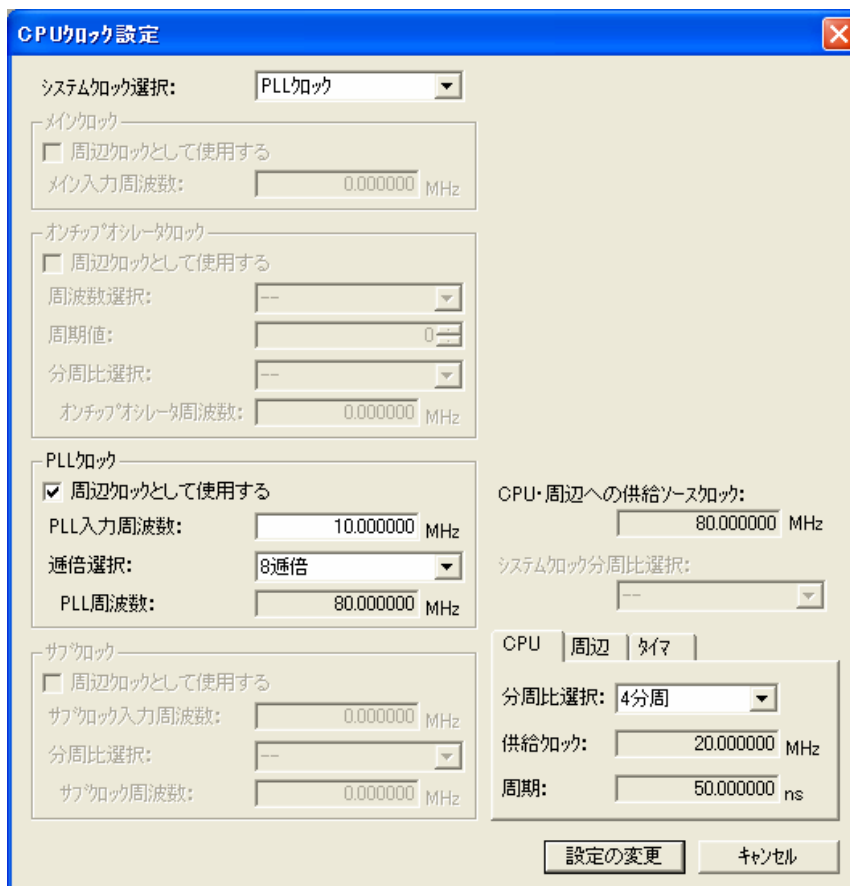 CPUクロック設定
システムクロック選択: PLLクロック
メインクロック
周辺クロックとして使用する
メイン入力周波数: 0.000000 MHz
オンチップオシレータクロック
周辺クロックとして使用する
周波数選択: --
周期値: 0
分周比選択: --
オンチップオシレータ周波数: 0.000000 MHz
PLLクロック
周辺クロックとして使用する
PLL入力周波数: 10.000000 MHz
逓倍選択: 8逓倍
PLL周波数: 80.000000 MHz
サブクロック
周辺クロックとして使用する
サブクロック入力周波数: 0.000000 MHz
分周比選択: --
サブクロック周波数: 0.000000 MHz
CPU・周辺への供給ソースクロック:
80.000000 MHz
システムクロック分周比選択:
--
CPU 周辺 タイマ
分周比選択: 4分周
供給クロック: 20.000000 MHz
周期: 50.000000 ns
設定の変更 キャンセル